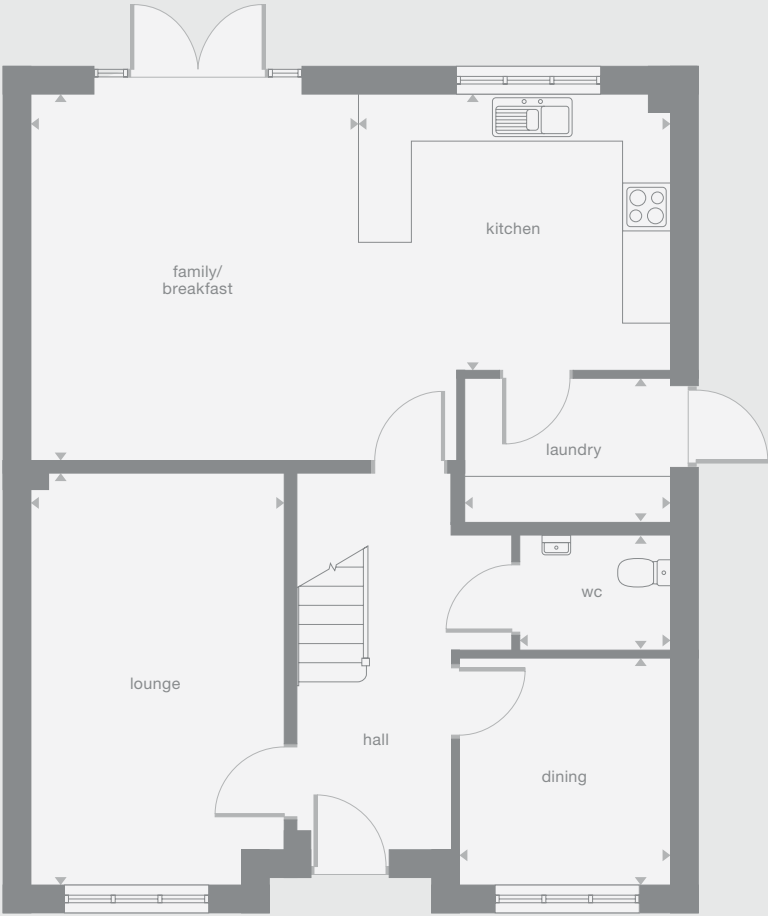 kitchen
family/
breakfast
laundry
wc
lounge
hall
dining